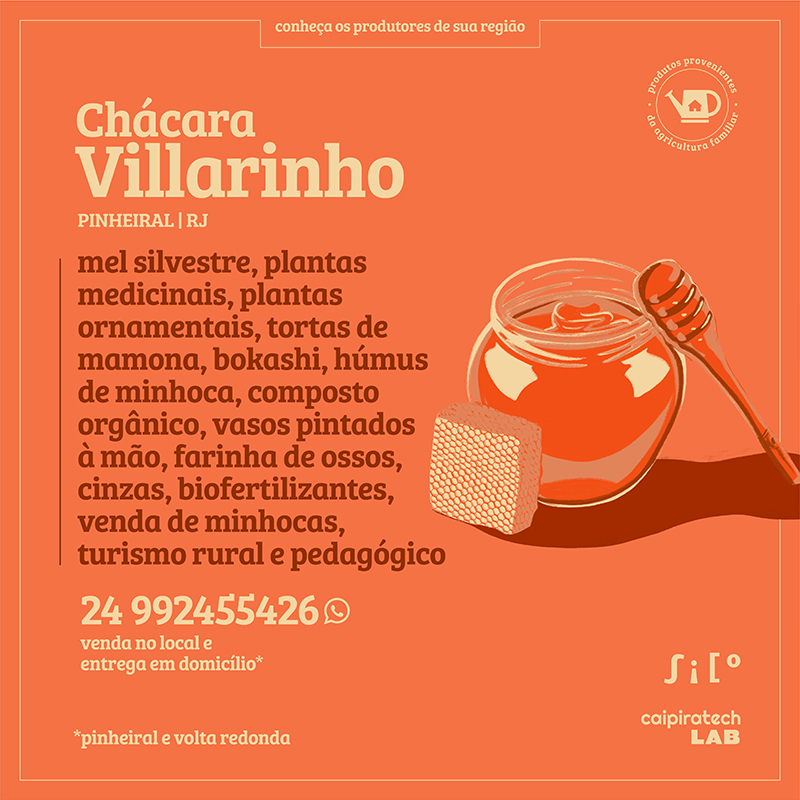 conheça os produtores de sua região
produtos provenientes
da agricultura familiar
Chácara
Villarinho
PINHEIRAL | RJ
mel silvestre, plantas
medicinais, plantas
ornamentais, tortas de
mamona, bokashi, húmus
de minhoca, composto
orgânico, vasos pintados
à mão, farinha de ossos,
cinzas, biofertilizantes,
venda de minhocas,
turismo rural e pedagógico
24 992455426
venda no local e
entrega em domicílio*
*pinheiral e volta redonda
caipiratech
LAB